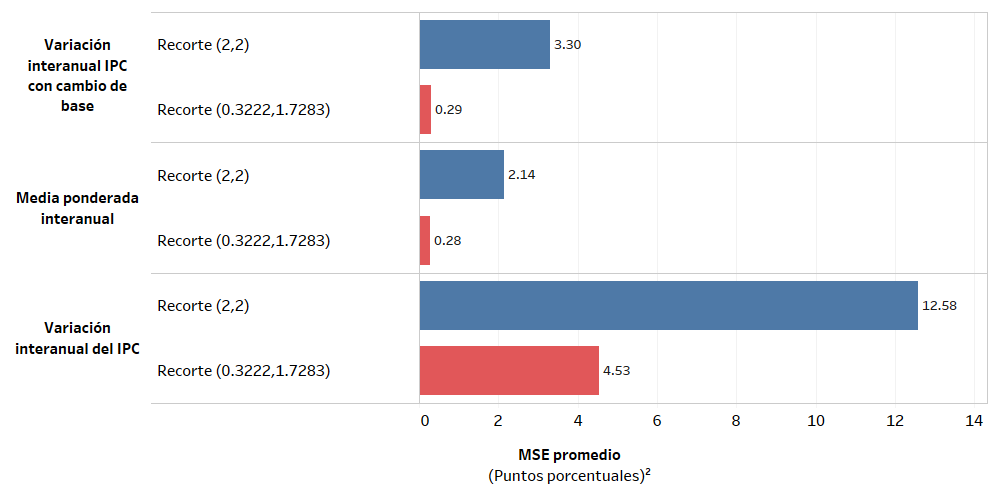 Variación
interanual IPC
con cambio de
base
Recorte (2,2)
3.30
Recorte (0.3222,1.7283)
0.29
Media ponderada
interanual
Recorte (2,2)
2.14
Recorte (0.3222,1.7283)
0.28
Variación
interanual del IPC
Recorte (2,2)
12.58
Recorte (0.3222,1.7283)
4.53
0 2 4 6 8 10 12 14
MSE promedio
(Puntos porcentuales)²